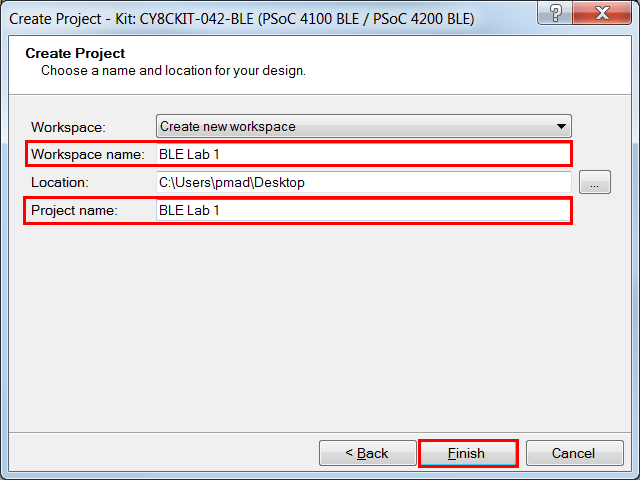 Create Project - Kit: CY8CKIT-042-BLE (PSoC 4100 BLE / PSoC 4200 BLE)
?
Create Project
Choose a name and location for your design.
Workspace: Create new workspace
Workspace name: BLE Lab 1
Location: C:\Users\pmad\Desktop ...
Project name: BLE Lab 1
< Back Finish Cancel